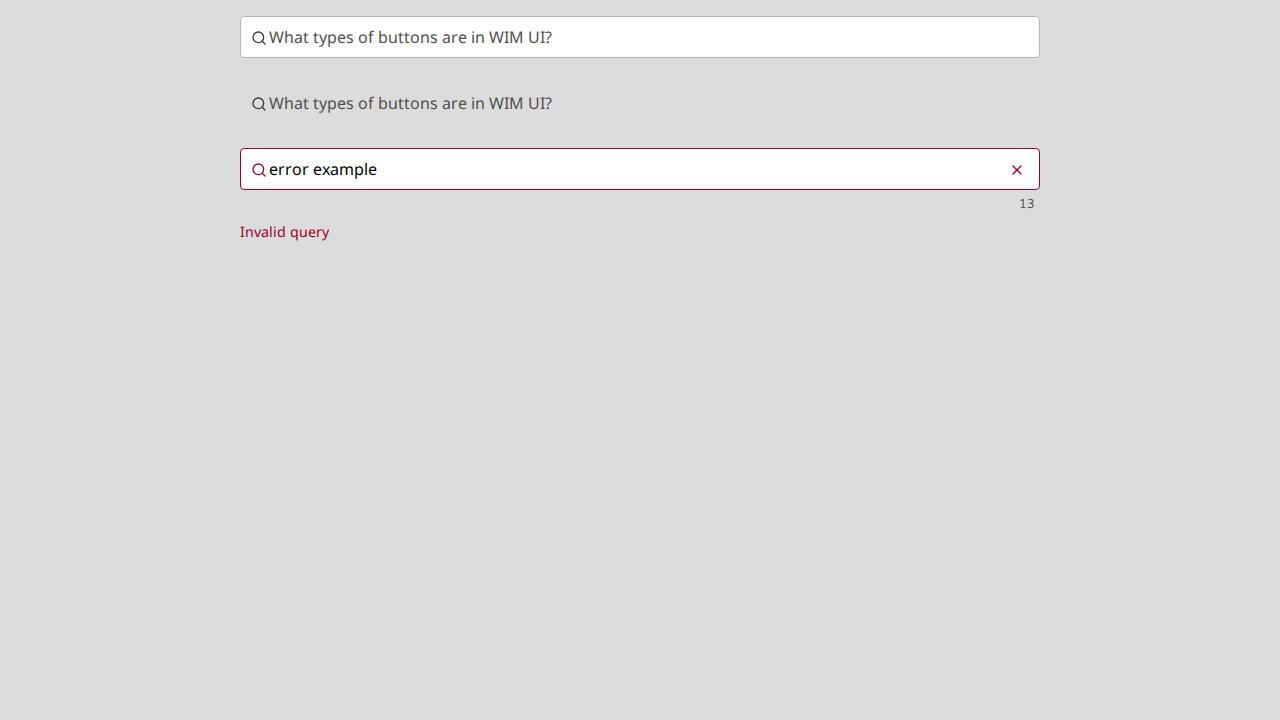 What types of buttons are in WIM UI?
What types of buttons are in WIM UI?
error example
13
Invalid query